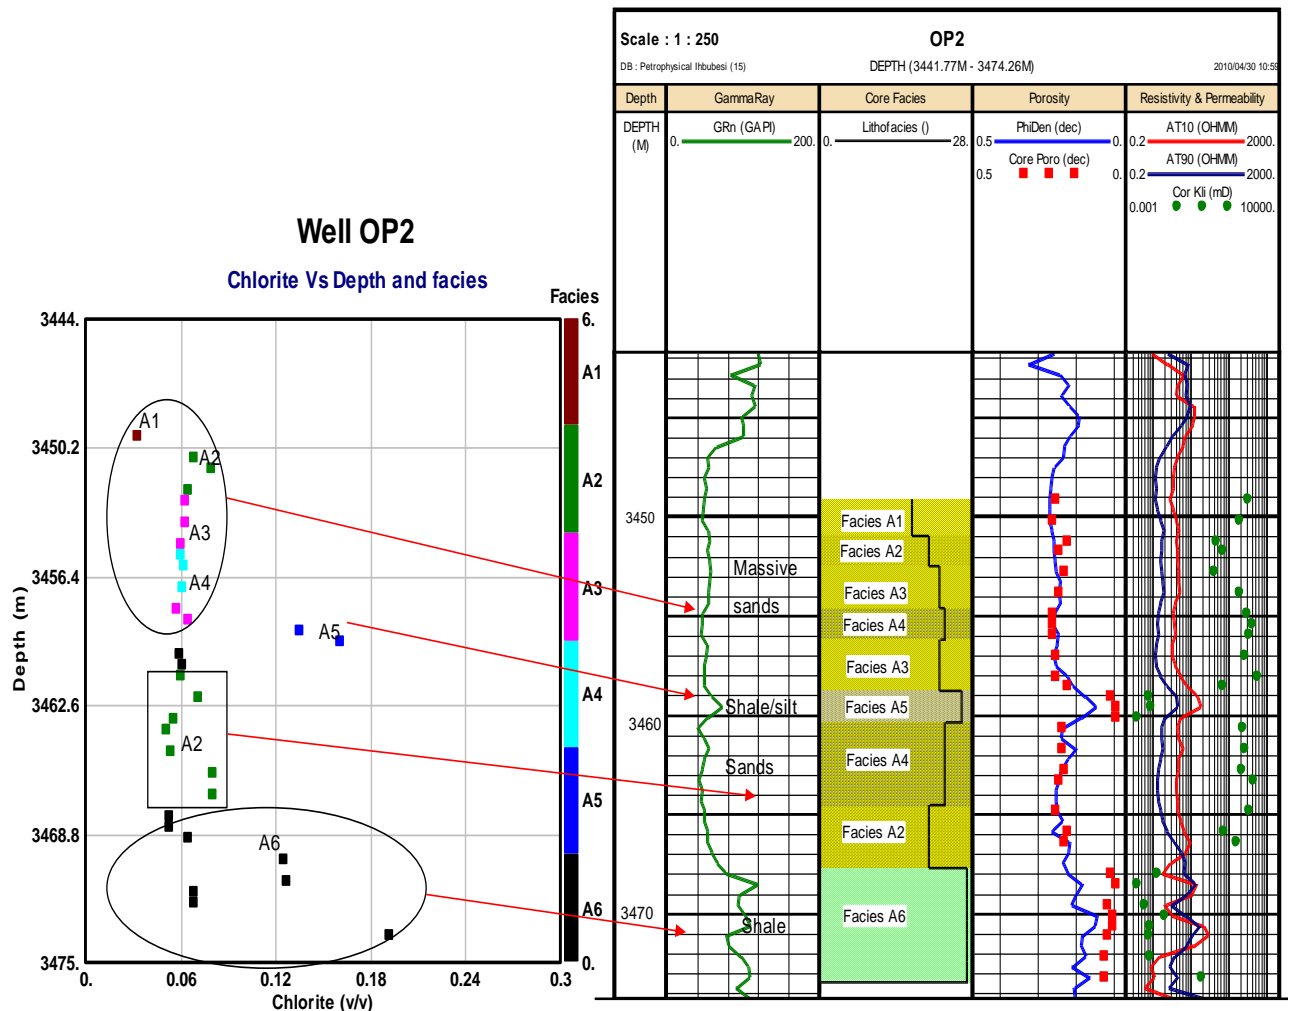 Well OP2
Chlorite Vs Depth and facies
Facies
3444.
3450.2
3456.4
3462.6
3468.8
3475.
Depth (m)
0.
0.06
0.12
0.18
0.24
0.3
Chlorite (v/v)
A1
A2
A3
A4
A5
A2
A6
6.
A1
A2
A3
A4
A5
A6
0.
Scale : 1 : 250
OP2
DB : Petrophysical Ihbubesi (15)
DEPTH (3441.77M - 3474.26M)
2010/04/30 10:59
Depth
GammaRay
Core Facies
Porosity
Resistivity & Permeability
DEPTH
(M)
GRn (GAPI)
0.
200.
Lithofacies ()
0.
28.
PhiDen (dec)
0.5
0.
Core Poro (dec)
0.5
0.
AT10 (OHMM)
0.2
2000.
AT90 (OHMM)
0.2
2000.
Cor Kli (mD)
0.001
10000.
3450
3460
3470
Massive
sands
Shale/silt
Sands
Shale
Facies A1
Facies A2
Facies A3
Facies A4
Facies A3
Facies A5
Facies A4
Facies A2
Facies A6